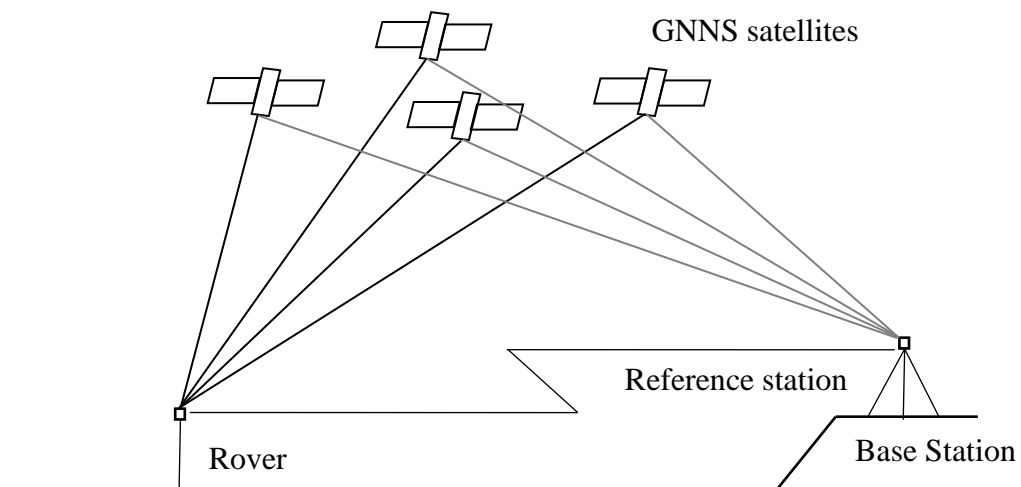 GNNS satellites
Reference station
Base Station
Rover